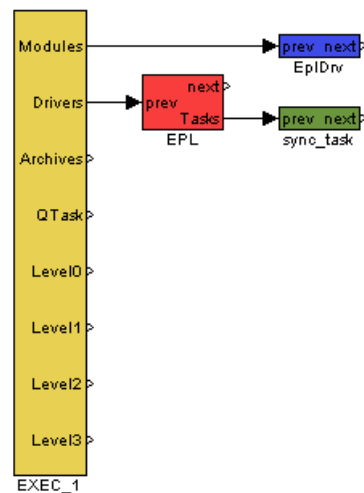 Modules
prev next
EplDrv
next
Drivers
prev
Tasks
prev next
EPL
sync_task
Archives
QTask
Level0
Level1
Level2
Level3
EXEC_1